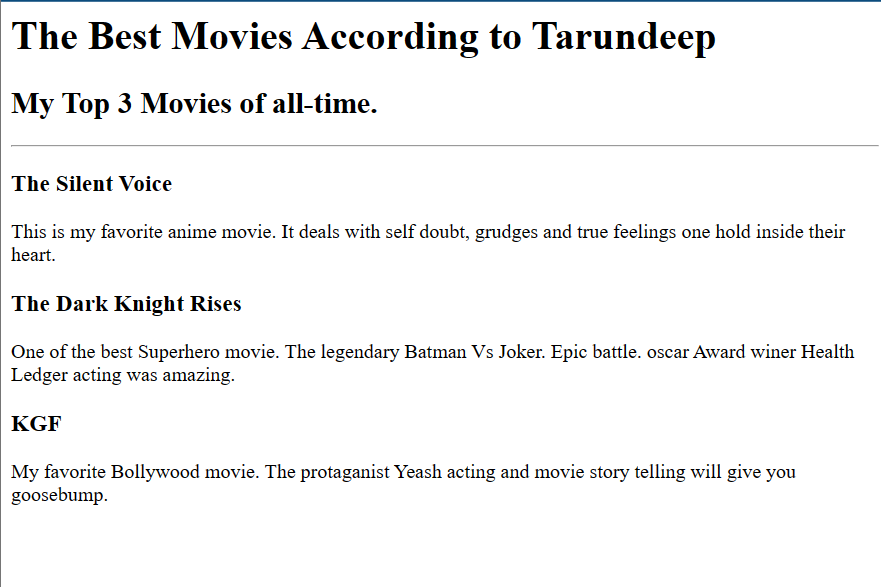 The Best Movies According to Tarundeep
My Top 3 Movies of all-time.
The Silent Voice
This is my favorite anime movie. It deals with self doubt, grudges and true feelings one hold inside their
heart.
The Dark Knight Rises
One of the best Superhero movie. The legendary Batman Vs Joker. Epic battle. oscar Award winer Health
Ledger acting was amazing.
KGF
My favorite Bollywood movie. The protaganist Yeash acting and movie story telling will give you
goosebump.